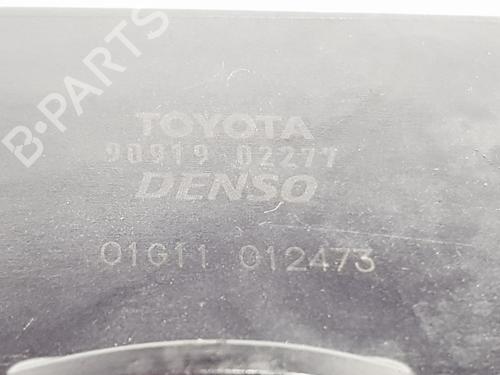 B-PARTS
TOYOTA
90919 02277
DENSO
01G11 012473